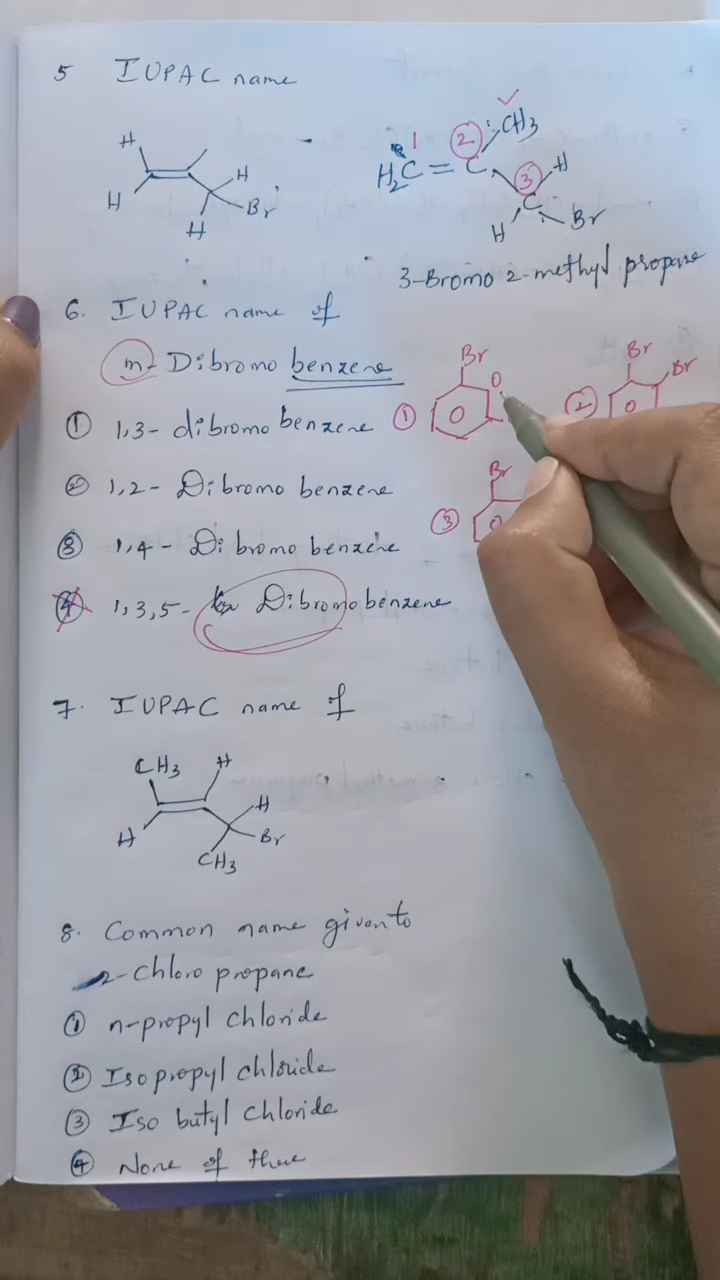 5 IUPAC name
H
H
H
Br
H
1
2
CH3
H2C = C
3
H
C
Br
H
3-Bromo 2-methyl propane
6. IUPAC name of
m- Dibromo benzene
① 1,3- dibromo benzene
② 1,2- Dibromo benzene
③ 1,4- Dibromo benzene
④ 1,3,5- Dibromo benzene
① Br
O
O
② Br
Br
O
③ Br
7. IUPAC name of
CH3
H
H
H
Br
CH3
8. Common name given to
2-chloro propane
① n-propyl chloride
② Isopropyl chloride
③ Iso butyl chloride
④ None of